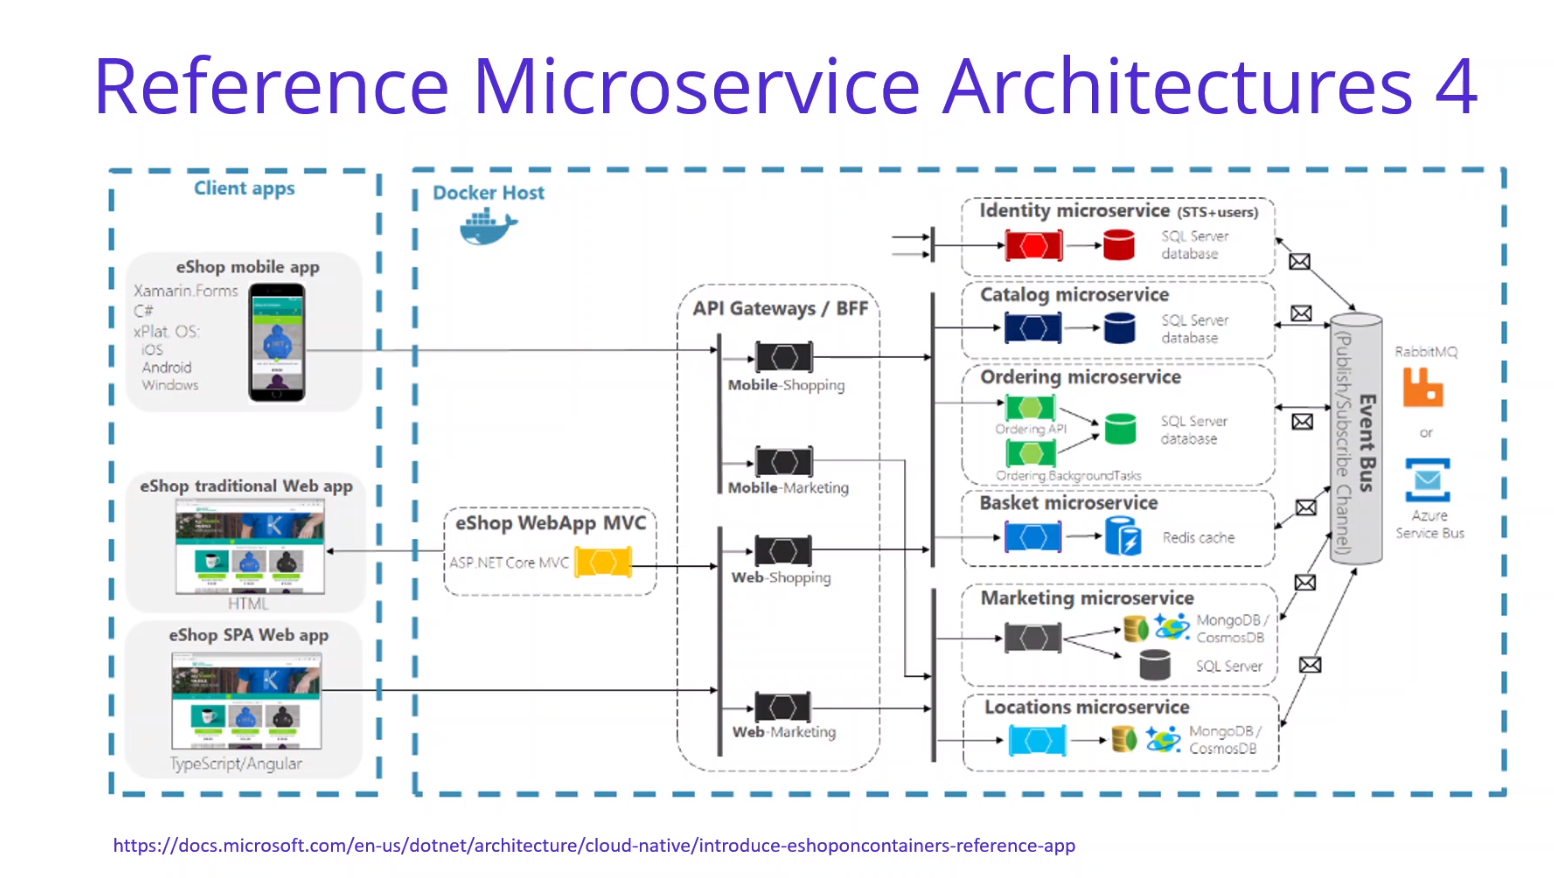 Reference Microservice Architectures 4
Client apps
eShop mobile app
Xamarin.Forms
C#
xPlat. OS:
iOS
Android
Windows
eShop traditional Web app
HTML
eShop SPA Web app
TypeScript/Angular
Docker Host
eShop WebApp MVC
ASP.NET Core MVC
API Gateways / BFF
Mobile-Shopping
Mobile-Marketing
Web-Shopping
Web-Marketing
Identity microservice (STS+users)
SQL Server
database
Catalog microservice
SQL Server
database
Ordering microservice
Ordering.API
SQL Server
database
Ordering.BackgroundTasks
Basket microservice
Redis cache
Marketing microservice
MongoDB /
CosmosDB
SQL Server
Locations microservice
MongoDB /
CosmosDB
Event Bus
(Publish/Subscribe Channel)
RabbitMQ
or
Azure
Service Bus
https://docs.microsoft.com/en-us/dotnet/architecture/cloud-native/introduce-eshoponcontainers-reference-app